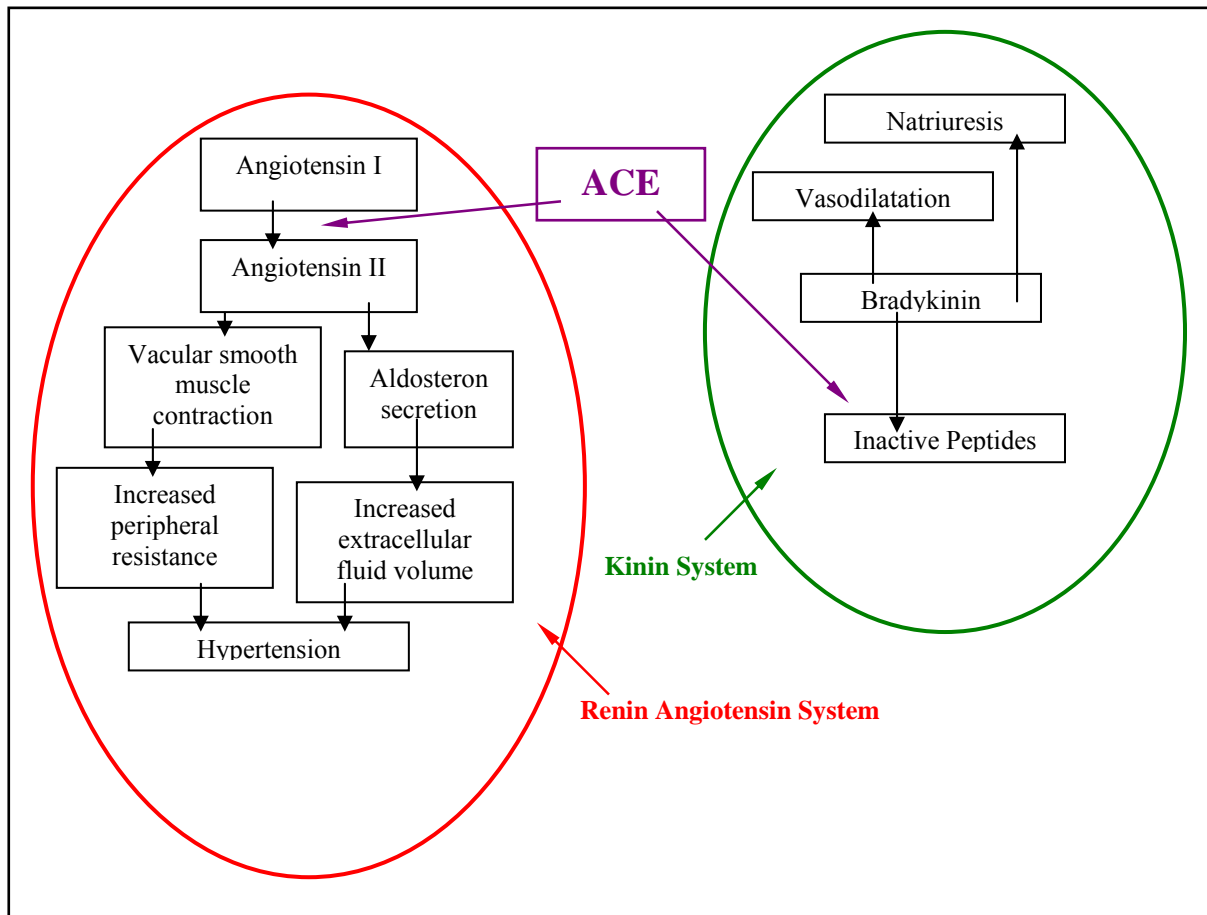 Angiotensin I
Angiotensin II
Vacular smooth
muscle
contraction
Aldosteron
secretion
Increased
peripheral
resistance
Increased
extracellular
fluid volume
Hypertension
Renin Angiotensin System
ACE
Natriuresis
Vasodilatation
Bradykinin
Inactive Peptides
Kinin System